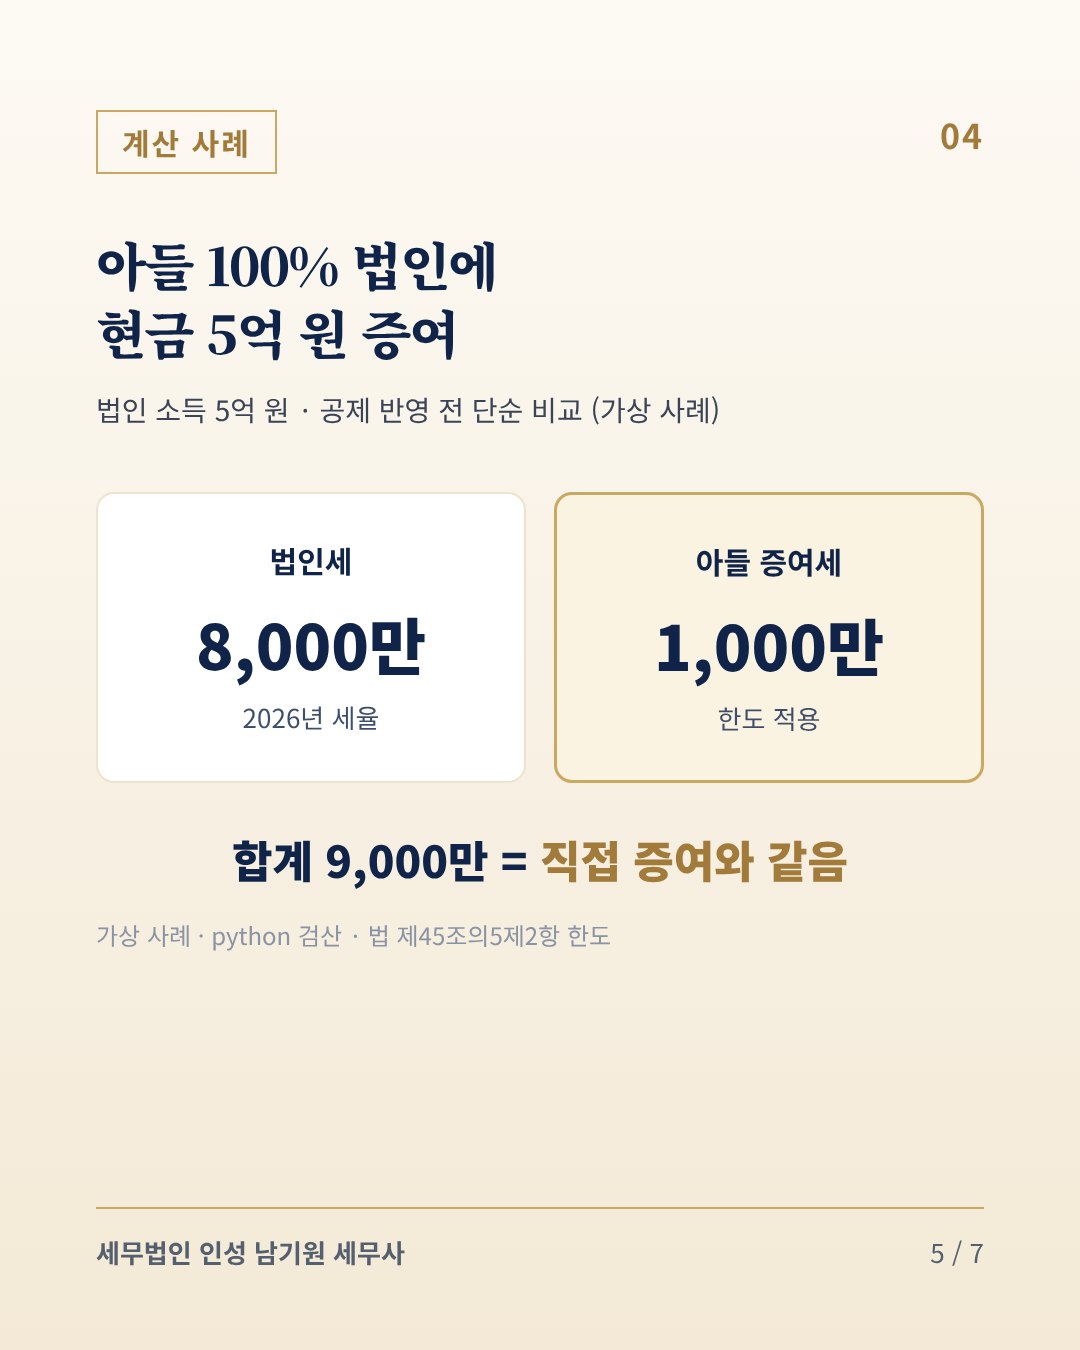 계산 사례
04
아들 100% 법인에
현금 5억 원 증여
법인 소득 5억 원 · 공제 반영 전 단순 비교 (가상 사례)
법인세
8,000만
2026년 세율
아들 증여세
1,000만
한도 적용
합계 9,000만 = 직접 증여와 같음
가상 사례 · python 검산 · 법 제45조의5제2항 한도
세무법인 인성 남기원 세무사
5 / 7